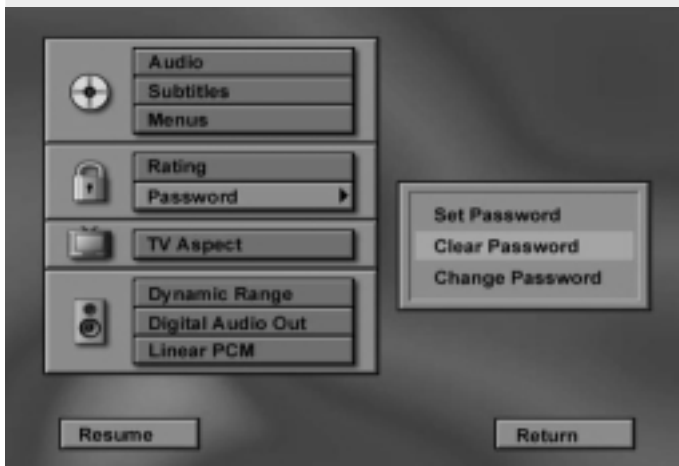 Audio
Subtitles
Menus
Rating
Password
TV Aspect
Dynamic Range
Digital Audio Out
Linear PCM
Set Password
Clear Password
Change Password
Resume
Return